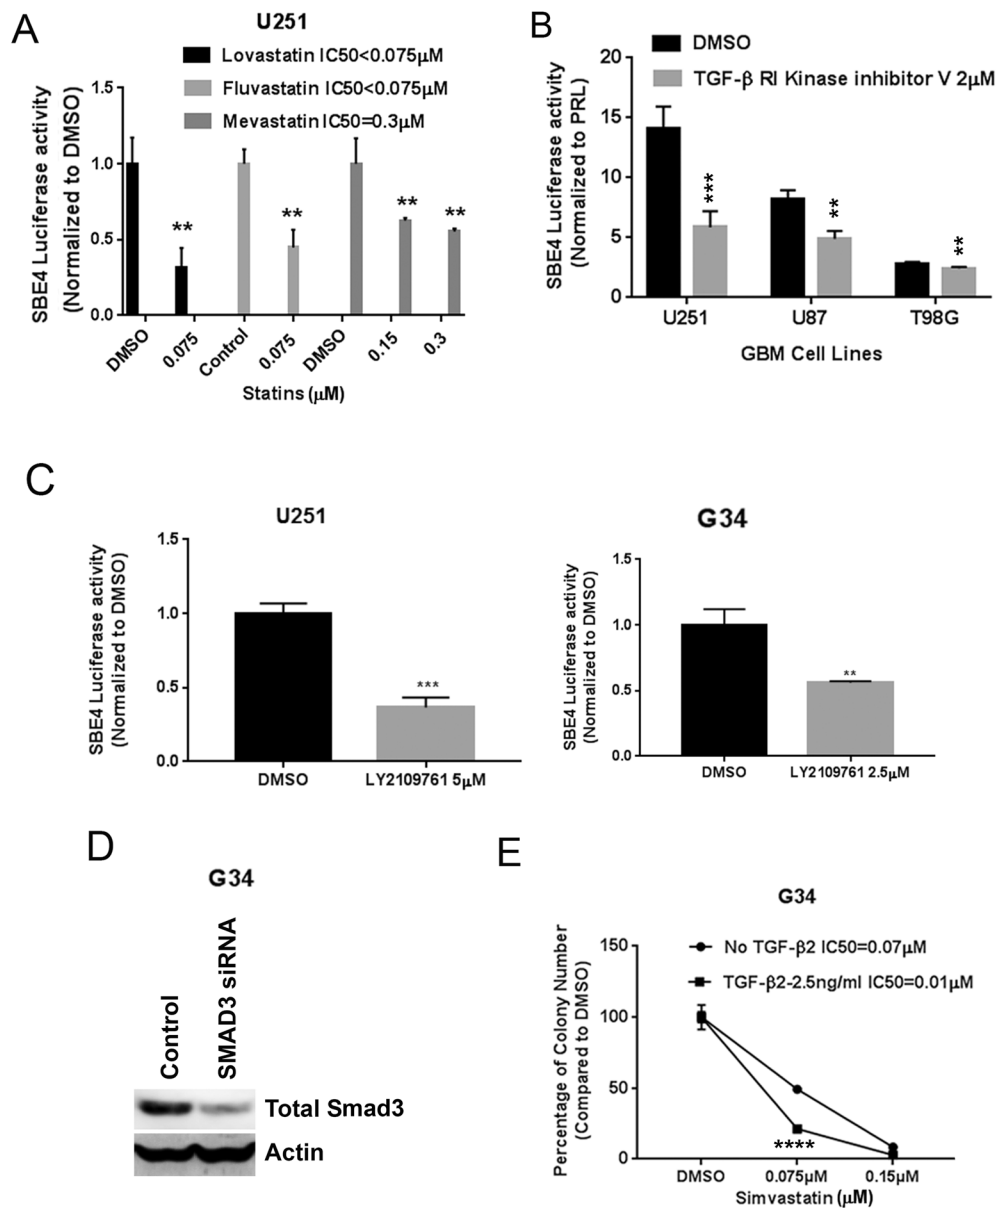 A
U251
Lovastatin IC50<0.075μM
Fluvastatin IC50<0.075μM
Mevastatin IC50=0.3μM
SBE4 Luciferase activity
(Normalized to DMSO)
1.5
1.0
0.5
0.0
**
**
**
**
DMSO
0.075
Control
0.075
DMSO
0.15
0.3
Statins (μM)
B
DMSO
TGF-β RI Kinase inhibitor V 2μM
SBE4 Luciferase activity
(Normalized to PRL)
20
15
10
5
0
***
**
**
U251
U87
T98G
GBM Cell Lines
C
U251
SBE4 Luciferase activity
(Normalized to DMSO)
1.5
1.0
0.5
0.0
***
DMSO
LY2109761 5μM
G34
SBE4 Luciferase activity
(Normalized to DMSO)
1.5
1.0
0.5
0.0
**
DMSO
LY2109761 2.5μM
D
G34
Control
SMAD3 siRNA
Total Smad3
Actin
E
G34
No TGF-β2 IC50=0.07μM
TGF-β2-2.5ng/ml IC50=0.01μM
Percentage of Colony Number
(Compared to DMSO)
150
100
50
0
****
DMSO
0.075μM
0.15μM
Simvastatin (μM)